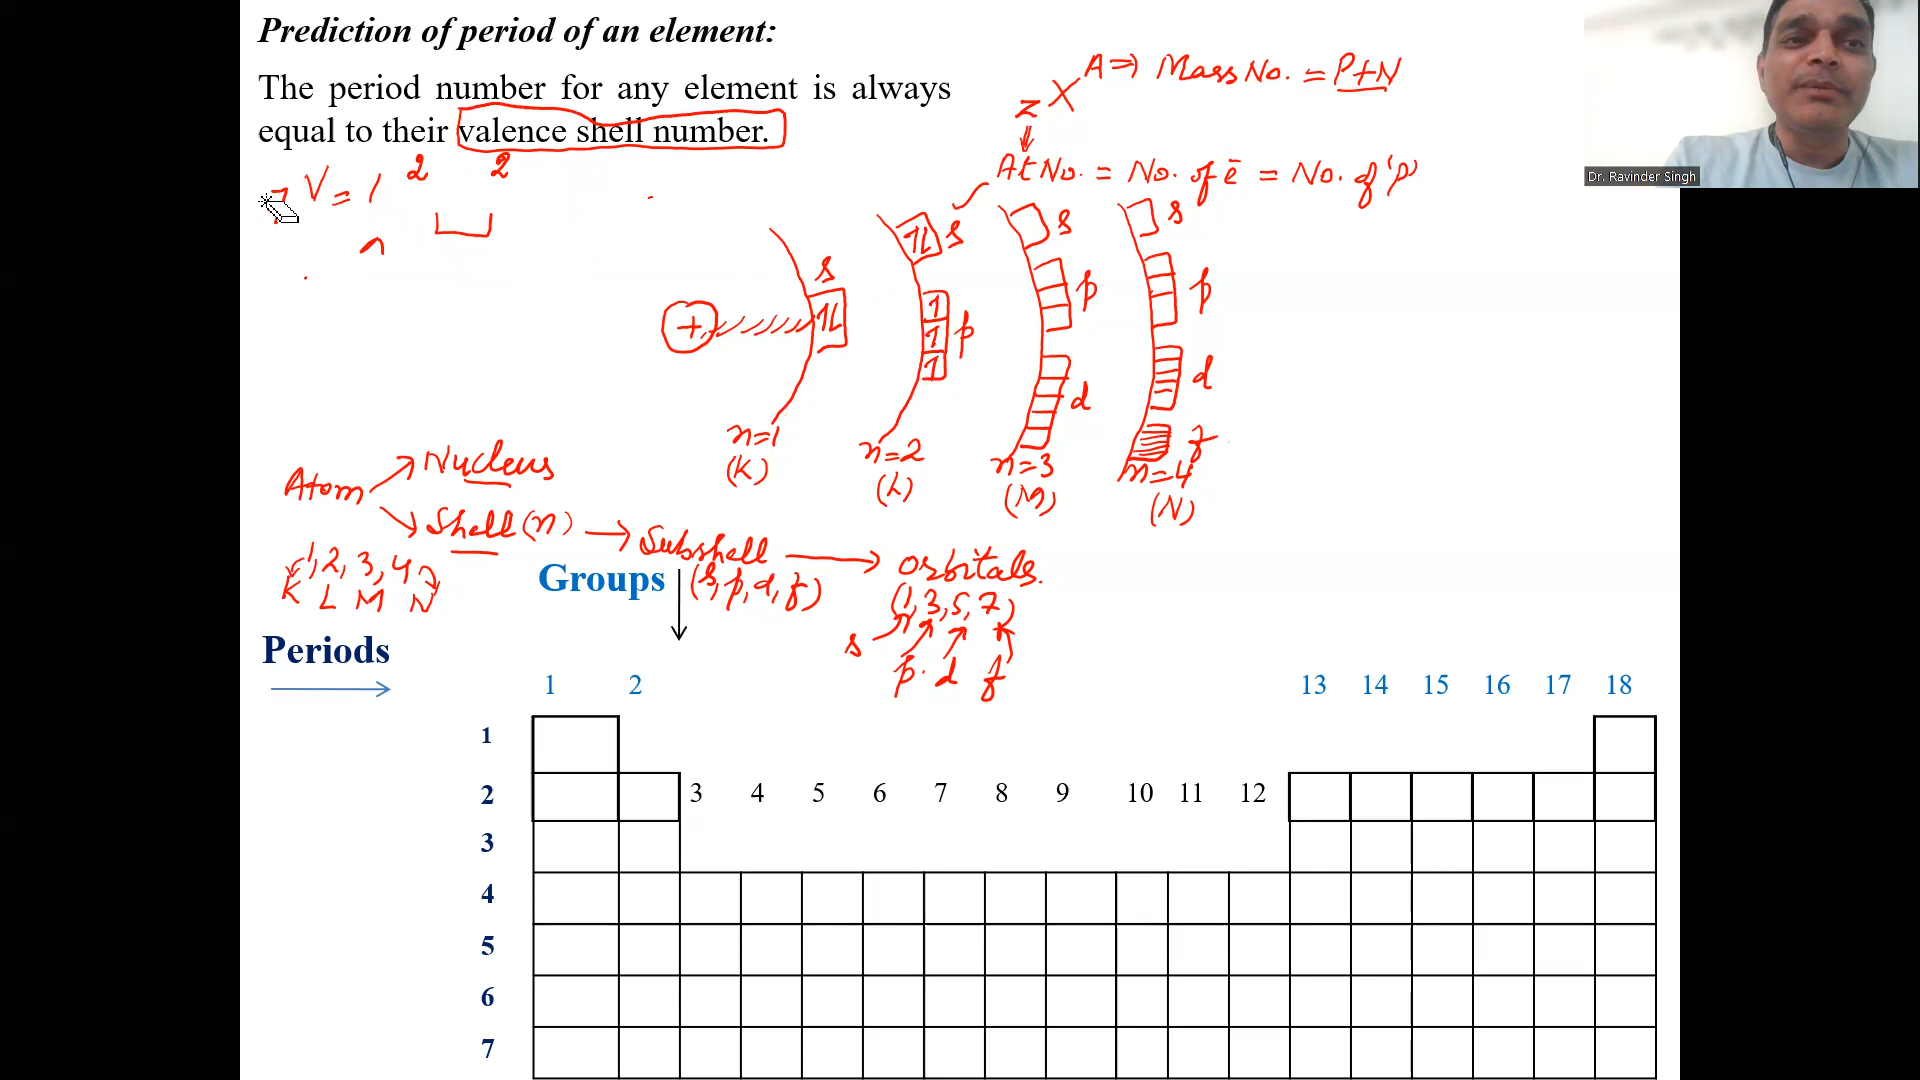 Prediction of period of an element:
The period number for any element is always
equal to their valence shell number.
A ⇒ Mass No. = P+N
Z X
At No. = No. of ē = No. of 'p'
7 V = 1 2 2
s s s s
p p p
d d
f
+
n=1 n=2 n=3 n=4
(K) (L) (M) (N)
Atom → Nucleus
→ Shell (n) → Subshell → Orbitals.
1, 2, 3, 4
K L M N
(s, p, d, f)
(1, 3, 5, 7)
s p d f
Groups
Periods
1 2 13 14 15 16 17 18
1
2 3 4 5 6 7 8 9 10 11 12
3
4
5
6
7
Dr. Ravinder Singh